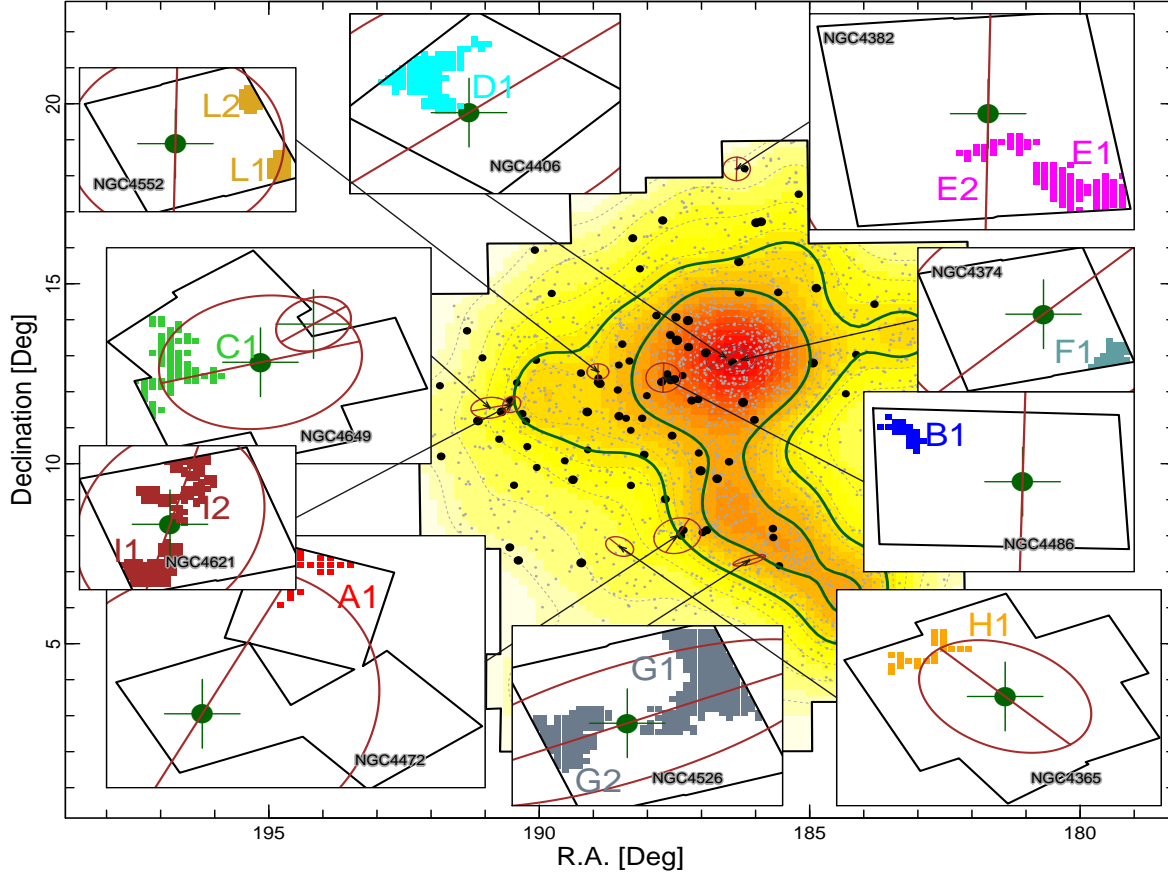 NGC4382
D1
L2
20
E1
L1
NGC4406
NGC4552
E2
15
NGC4374
C1
F1
NGC4649
B1
10
I2
NGC4486
I1
NGC4621
A1
H1
G1
5
NGC4472
G2
NGC4526
NGC4365
195
190
185
180
R.A. [Deg]
Declination [Deg]